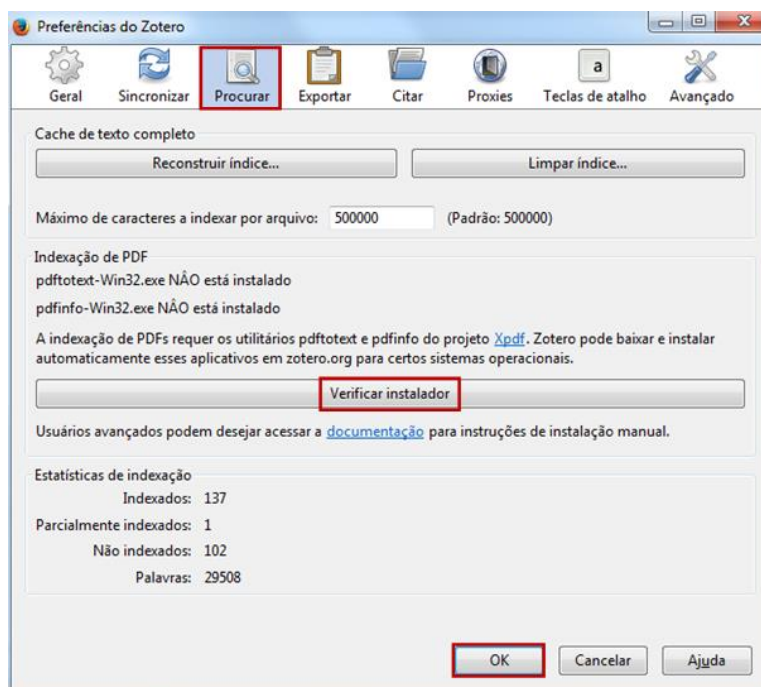 Preferências do Zotero
Geral Sincronizar Procurar Exportar Citar Proxies a Teclas de atalho Avançado
Cache de texto completo
Reconstruir índice... Limpar índice...
Máximo de caracteres a indexar por arquivo: 500000 (Padrão: 500000)
Indexação de PDF
pdftotext-Win32.exe NÂO está instalado
pdfinfo-Win32.exe NÂO está instalado
A indexação de PDFs requer os utilitários pdftotext e pdfinfo do projeto Xpdf. Zotero pode baixar e instalar
automaticamente esses aplicativos em zotero.org para certos sistemas operacionais.
Verificar instalador
Usuários avançados podem desejar acessar a documentação para instruções de instalação manual.
Estatísticas de indexação
Indexados: 137
Parcialmente indexados: 1
Não indexados: 102
Palavras: 29508
OK Cancelar Ajuda